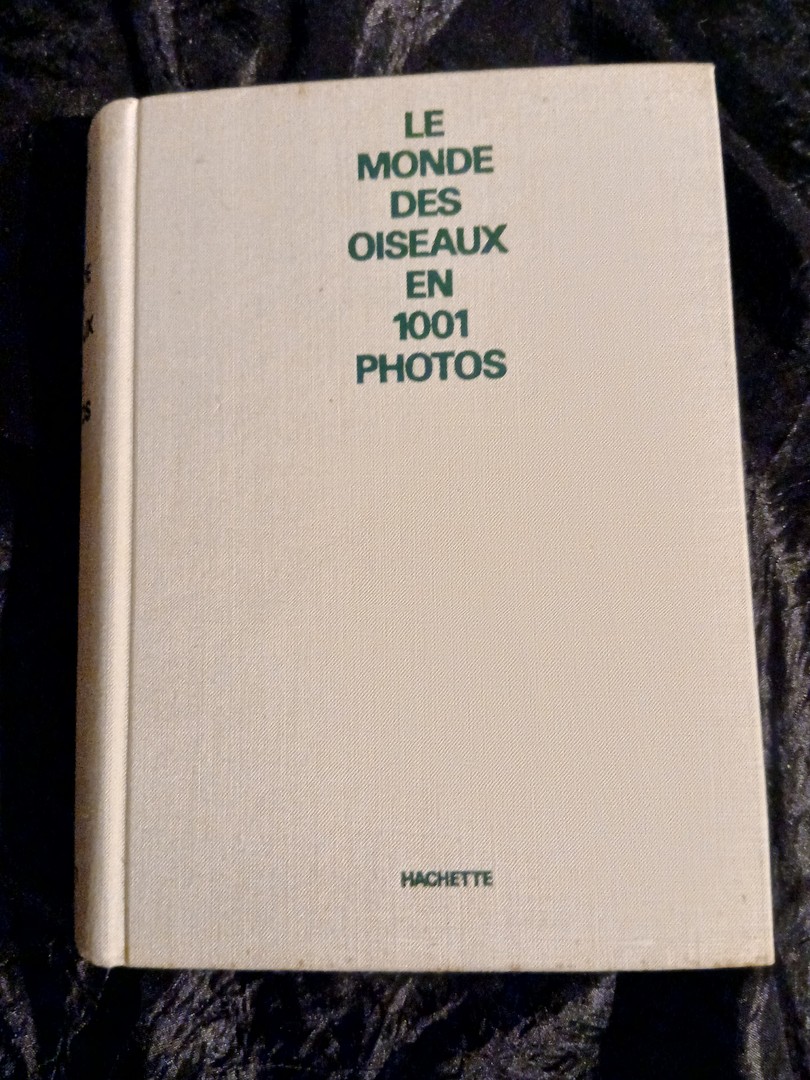 LE
MONDE
DES
OISEAUX
EN
1001
PHOTOS
HACHETTE